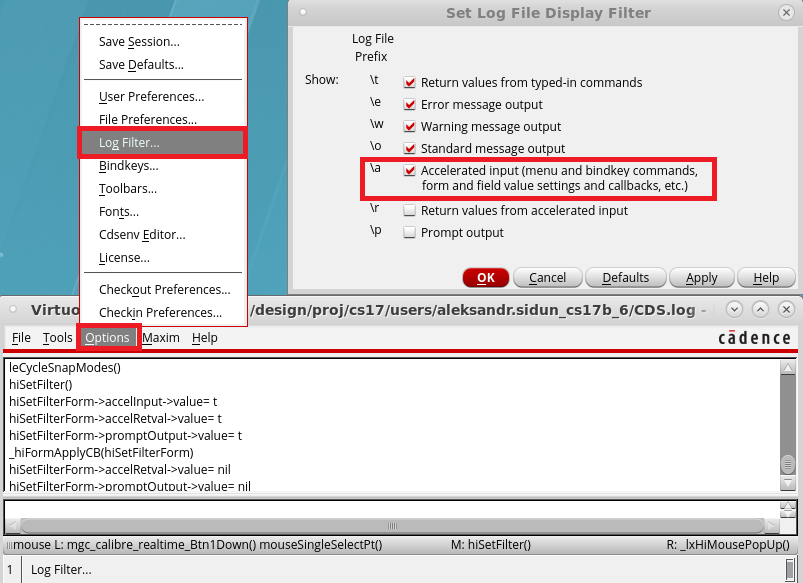 Save Session...
Save Defaults...
User Preferences...
File Preferences...
Log Filter...
Bindkeys...
Toolbars...
Fonts...
Cdsenv Editor...
License...
Checkout Preferences...
Checkin Preferences...
Set Log File Display Filter
Log File
Prefix
Show:
\t Return values from typed-in commands
\e Error message output
\w Warning message output
\o Standard message output
\a Accelerated input (menu and bindkey commands,
form and field value settings and callbacks, etc.)
\r Return values from accelerated input
\p Prompt output
OK Cancel Defaults Apply Help
Virtuo /design/proj/cs17/users/aleksandr.sidun_cs17b_6/CDS.log -
File Tools Options Maxim Help
cādence
leCycleSnapModes()
hiSetFilter()
hiSetFilterForm->accelInput->value= t
hiSetFilterForm->accelRetval->value= t
hiSetFilterForm->promptOutput->value= t
_hiFormApplyCB(hiSetFilterForm)
hiSetFilterForm->accelRetval->value= nil
hiSetFilterForm->promptOutput->value= nil
mouse L: mgc_calibre_realtime_Btn1Down() mouseSingleSelectPt() M: hiSetFilter() R: _lxHiMousePopUp()
1 Log Filter...